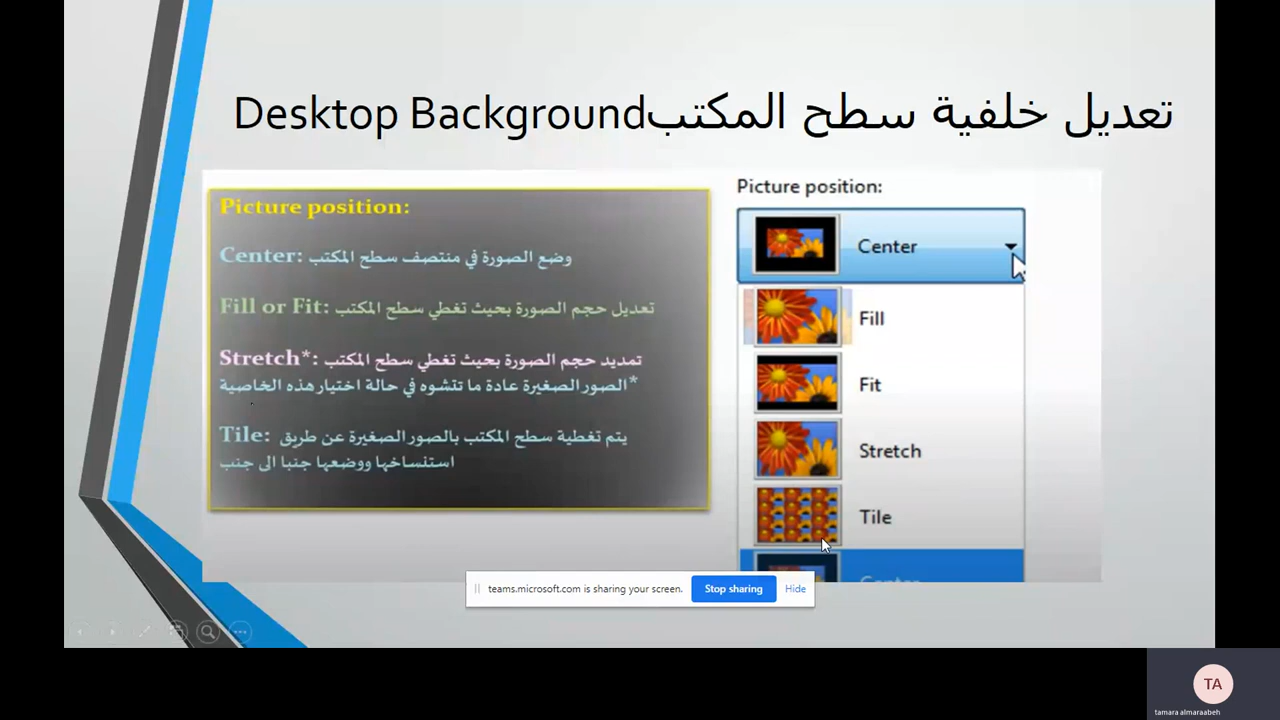 تعديل خلفية سطح المكتب Desktop Background
Picture position:
Center: وضع الصورة في منتصف سطح المكتب
Fill or Fit: تعديل حجم الصورة بحيث تغطي سطح المكتب
Stretch*: تمديد حجم الصورة بحيث تغطي سطح المكتب
*الصور الصغيرة عادة ما تتشوه في حالة اختيار هذه الخاصية
Tile: يتم تغطية سطح المكتب بالصور الصغيرة عن طريق
استنساخها ووضعها جنبا الى جنب
Picture position:
Center
Fill
Fit
Stretch
Tile
Center
teams.microsoft.com is sharing your screen.
Stop sharing
Hide
TA
tamara almaraabeh